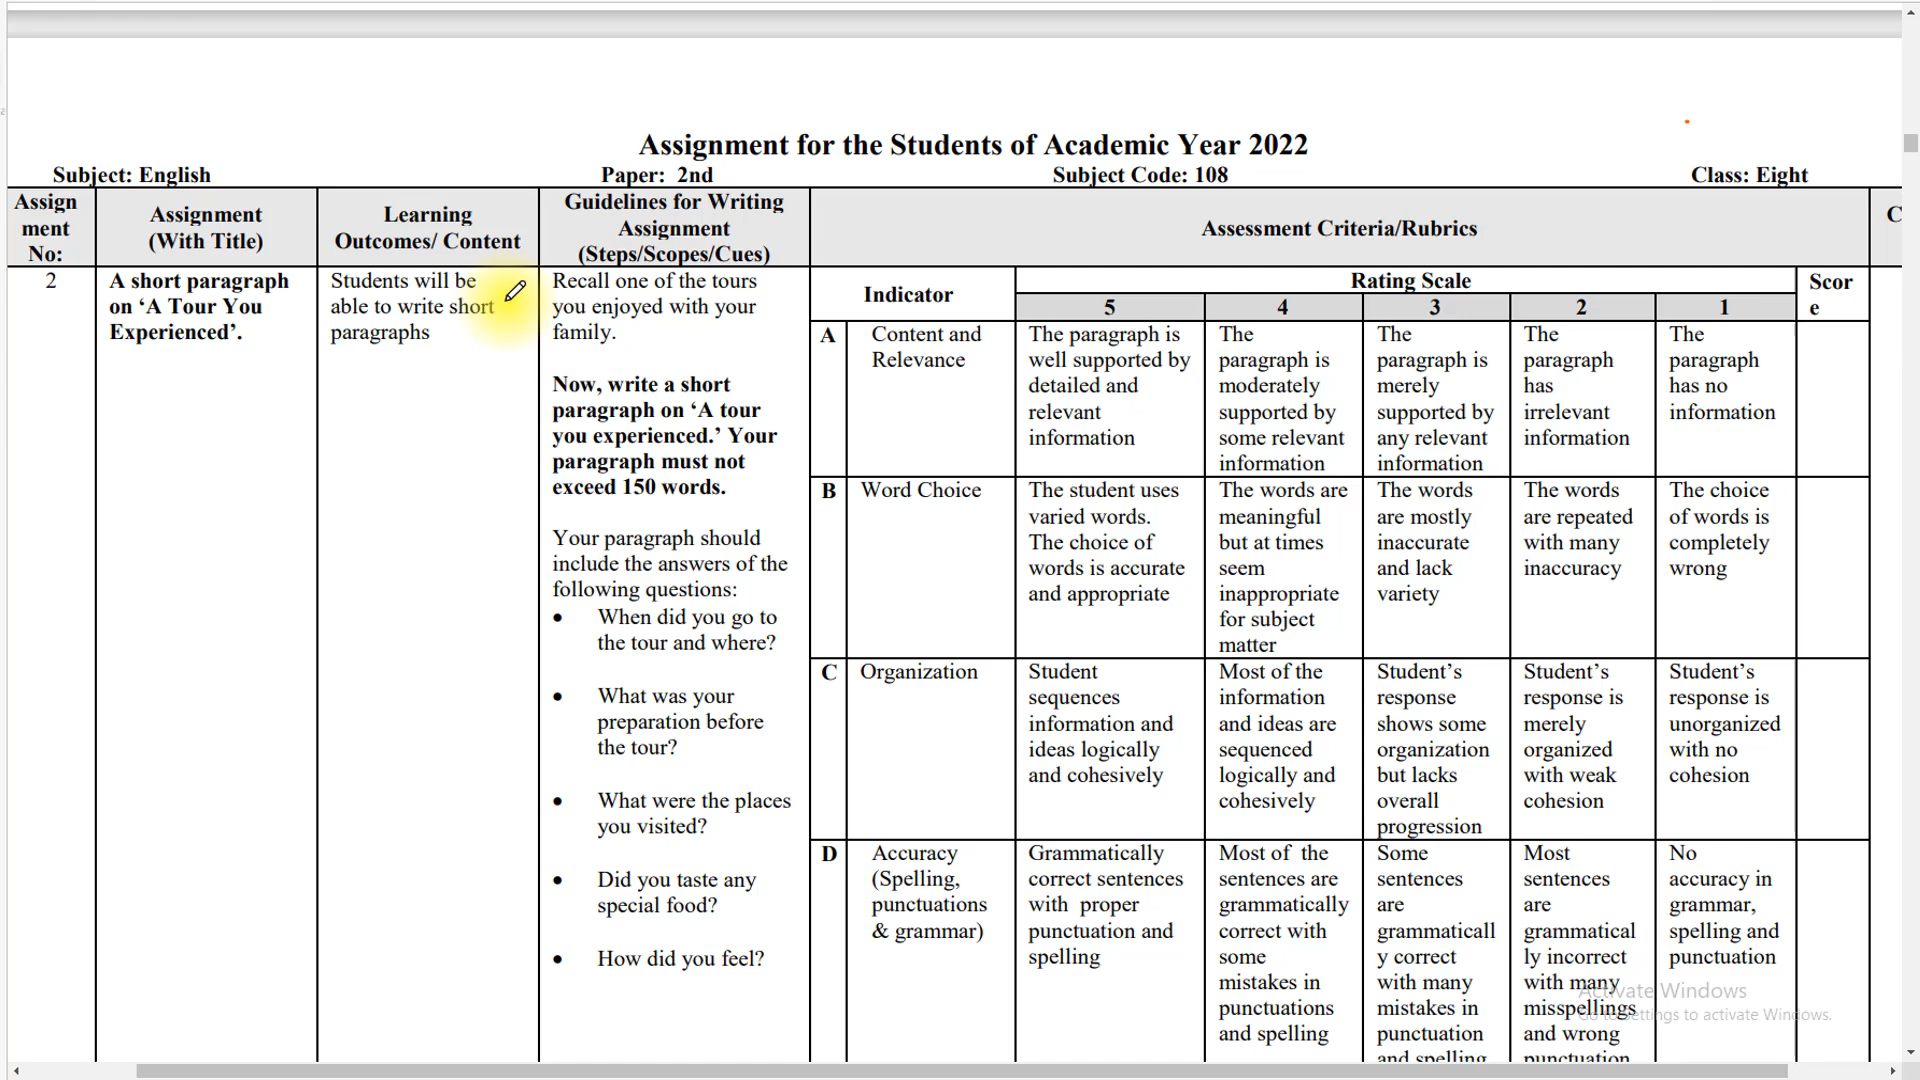 Assignment for the Students of Academic Year 2022
Subject: English Paper: 2nd Subject Code: 108 Class: Eight
Assign
ment
No:
Assignment
(With Title)
Learning
Outcomes/ Content
Guidelines for Writing
Assignment
(Steps/Scopes/Cues)
Assessment Criteria/Rubrics
C
2
A short paragraph
on ‘A Tour You
Experienced’.
Students will be
able to write short
paragraphs
Recall one of the tours
you enjoyed with your
family.
Now, write a short
paragraph on ‘A tour
you experienced.’ Your
paragraph must not
exceed 150 words.
Your paragraph should
include the answers of the
following questions:
• When did you go to
the tour and where?
• What was your
preparation before
the tour?
• What were the places
you visited?
• Did you taste any
special food?
• How did you feel?
Indicator
Rating Scale
Scor
e
5 4 3 2 1
A
Content and
Relevance
The paragraph is
well supported by
detailed and
relevant
information
The
paragraph is
moderately
supported by
some relevant
information
The
paragraph is
merely
supported by
any relevant
information
The
paragraph
has
irrelevant
information
The
paragraph
has no
information
B
Word Choice
The student uses
varied words.
The choice of
words is accurate
and appropriate
The words are
meaningful
but at times
seem
inappropriate
for subject
matter
The words
are mostly
inaccurate
and lack
variety
The words
are repeated
with many
inaccuracy
The choice
of words is
completely
wrong
C
Organization
Student
sequences
information and
ideas logically
and cohesively
Most of the
information
and ideas are
sequenced
logically and
cohesively
Student’s
response
shows some
organization
but lacks
overall
progression
Student’s
response is
merely
organized
with weak
cohesion
Student’s
response is
unorganized
with no
cohesion
D
Accuracy
(Spelling,
punctuations
& grammar)
Grammatically
correct sentences
with proper
punctuation and
spelling
Most of the
sentences are
grammatically
correct with
some
mistakes in
punctuations
and spelling
Some
sentences
are
grammaticall
y correct
with many
mistakes in
punctuation
and spelling
Most
sentences
are
grammatical
ly incorrect
with many
misspellings
and wrong
punctuation
No
accuracy in
grammar,
spelling and
punctuation
Activate Windows
Go to Settings to activate Windows.